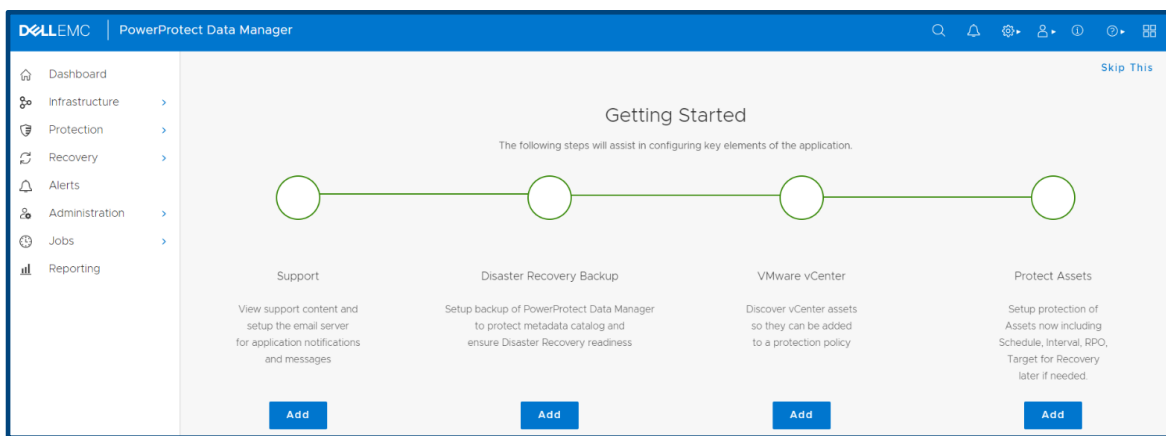 DELLEMC PowerProtect Data Manager
Skip This
Dashboard
Infrastructure
Protection
Recovery
Alerts
Administration
Jobs
Reporting
Getting Started
The following steps will assist in configuring key elements of the application.
Support
View support content and
setup the email server
for application notifications
and messages
Add
Disaster Recovery Backup
Setup backup of PowerProtect Data Manager
to protect metadata catalog and
ensure Disaster Recovery readiness
Add
VMware vCenter
Discover vCenter assets
so they can be added
to a protection policy
Add
Protect Assets
Setup protection of
Assets now including
Schedule, Interval, RPO,
Target for Recovery
later if needed.
Add